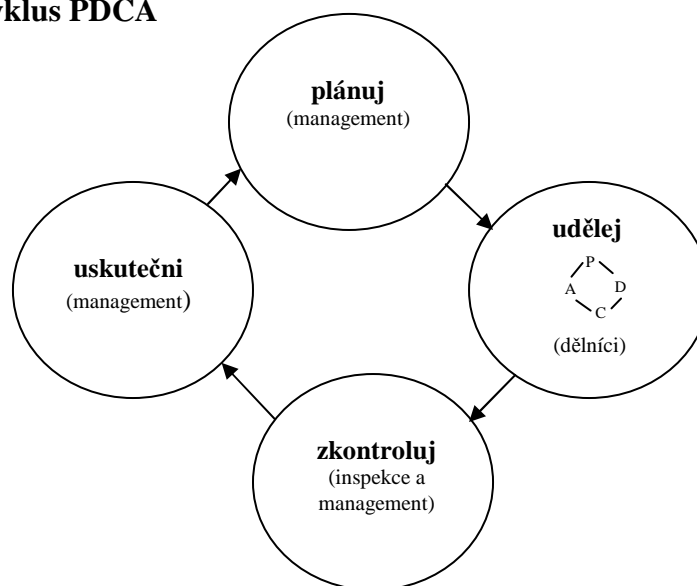 yklus PDCA
plánuj
(management)
udělej
P
A D
C
(dělníci)
uskutečni
(management)
zkontroluj
(inspekce a
management)